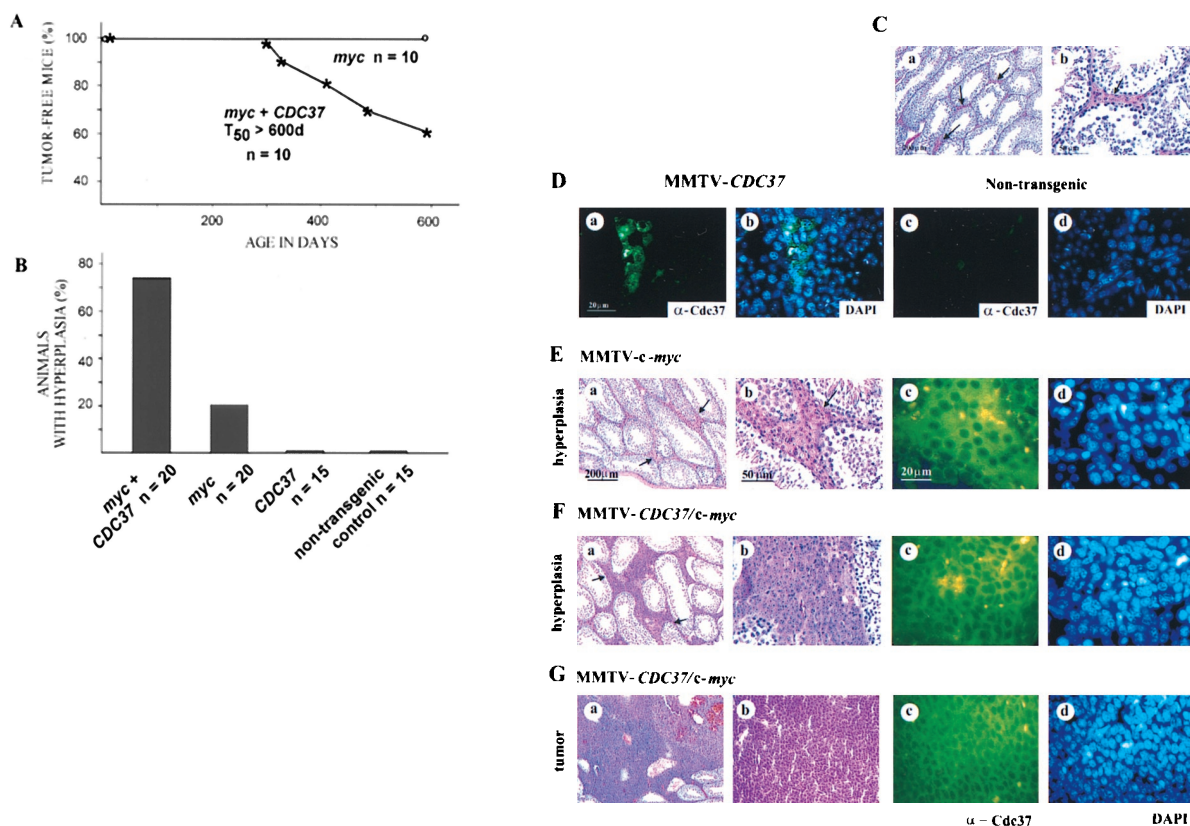 A
TUMOR-FREE MICE (%)
100
80
60
40
myc n = 10
myc + CDC37
T50 > 600d
n = 10
200
400
600
AGE IN DAYS
B
ANIMALS
WITH HYPERPLASIA (%)
80
60
40
20
myc +
CDC37 n = 20
myc
n = 20
CDC37
n = 15
non-transgenic
control n = 15
C
a
b
D
MMTV-CDC37
Non-transgenic
a
b
c
d
20µm
α-Cdc37
DAPI
α-Cdc37
DAPI
E MMTV-c-myc
hyperplasia
a
b
c
d
200µm
50µm
20µm
F MMTV-CDC37/c-myc
hyperplasia
a
b
c
d
G MMTV-CDC37/c-myc
tumor
a
b
c
d
α - Cdc37
DAPI